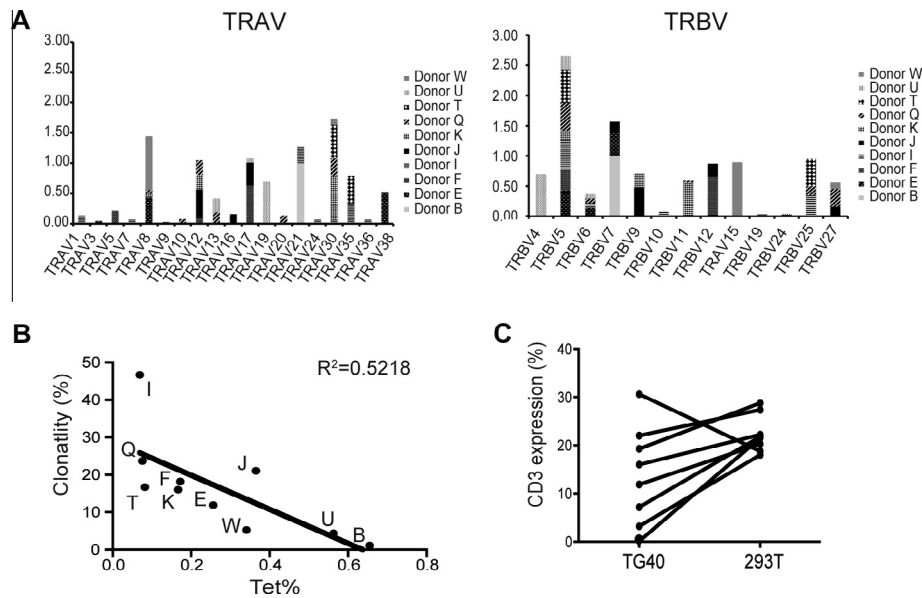 A
TRAV
TRBV
3.00
2.50
2.00
1.50
1.00
0.50
0.00
TRAV1
TRAV3
TRAV5
TRAV7
TRAV8
TRAV9
TRAV10
TRAV12
TRAV13
TRAV16
TRAV17
TRAV19
TRAV20
TRAV21
TRAV24
TRAV30
TRAV35
TRAV36
TRAV38
Donor W
Donor U
Donor T
Donor Q
Donor K
Donor J
Donor I
Donor F
Donor E
Donor B
3.00
2.50
2.00
1.50
1.00
0.50
0.00
TRBV4
TRBV5
TRBV6
TRBV7
TRBV9
TRBV10
TRBV11
TRBV12
TRAV15
TRBV19
TRBV24
TRBV25
TRBV27
Donor W
Donor U
Donor T
Donor Q
Donor K
Donor J
Donor I
Donor F
Donor E
Donor B
B
R²=0.5218
Clonatlity (%)
50
40
30
20
10
0
I
Q
T
F
K
E
J
W
U
B
0.0 0.2 0.4 0.6 0.8
Tet%
C
CD3 expression (%)
40
30
20
10
0
TG40 293T